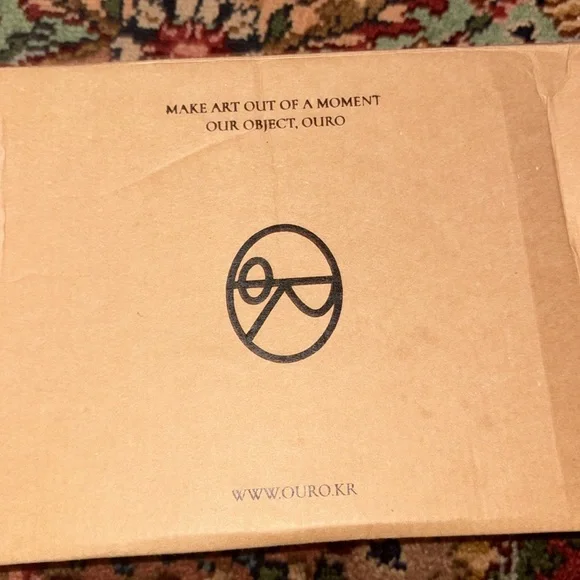 MAKE ART OUT OF A MOMENT
OUR OBJECT, OURO
WWW.OURO.KR